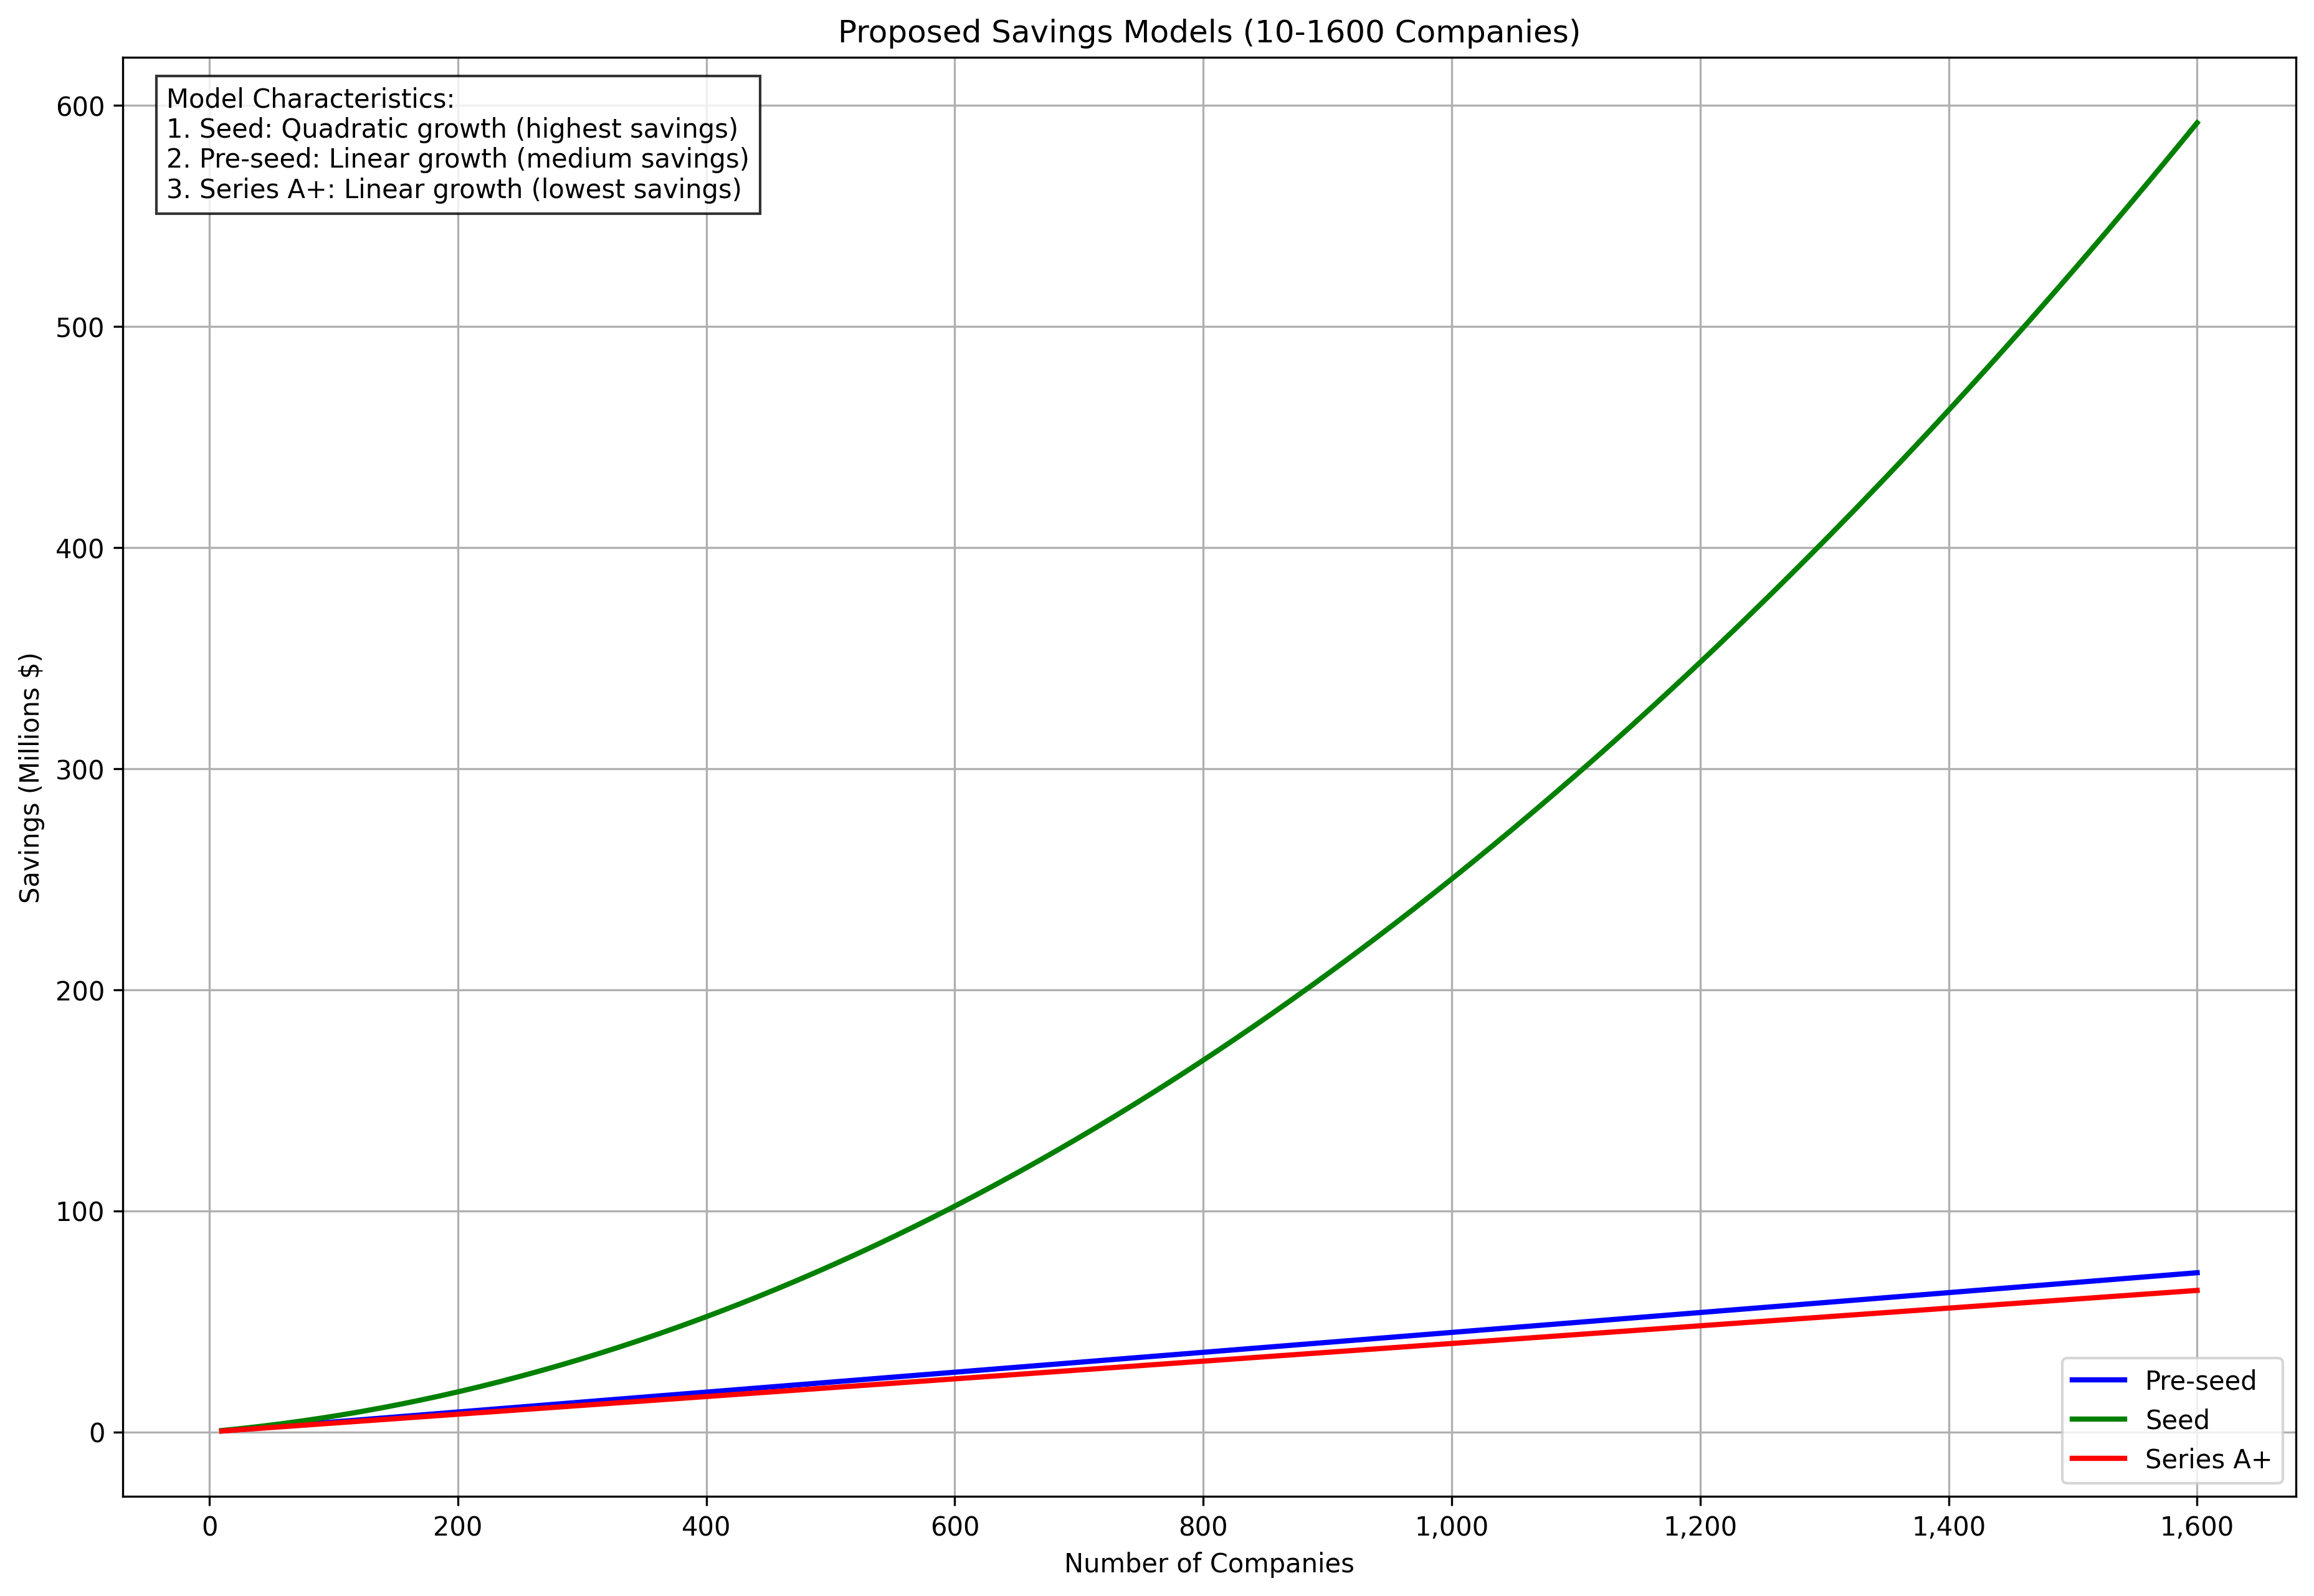 Proposed Savings Models (10-1600 Companies)
Model Characteristics:
1. Seed: Quadratic growth (highest savings)
2. Pre-seed: Linear growth (medium savings)
3. Series A+: Linear growth (lowest savings)
Savings (Millions $)
600
500
400
300
200
100
0
Pre-seed
Seed
Series A+
0 200 400 600 800 1,000 1,200 1,400 1,600
Number of Companies